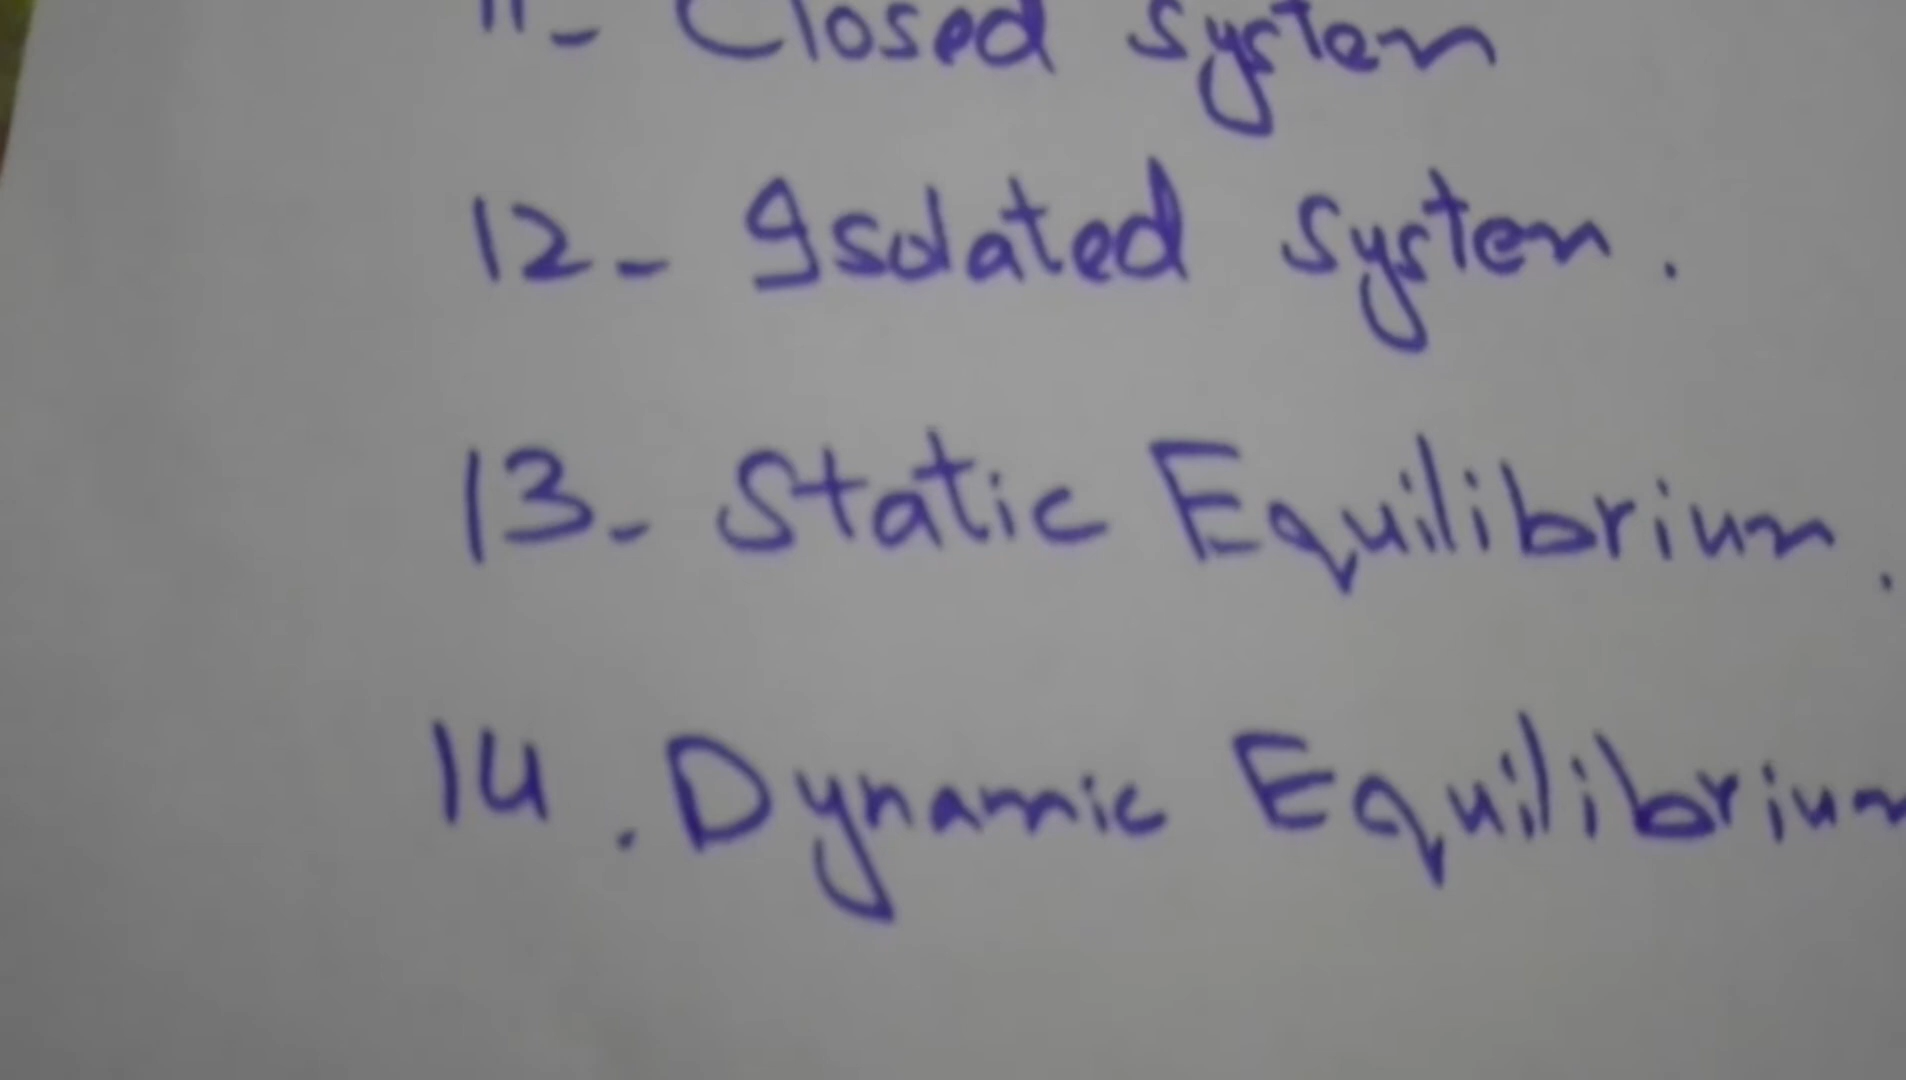 11- Closed system
12- Isolated system.
13- Static Equilibrium.
14. Dynamic Equilibrium